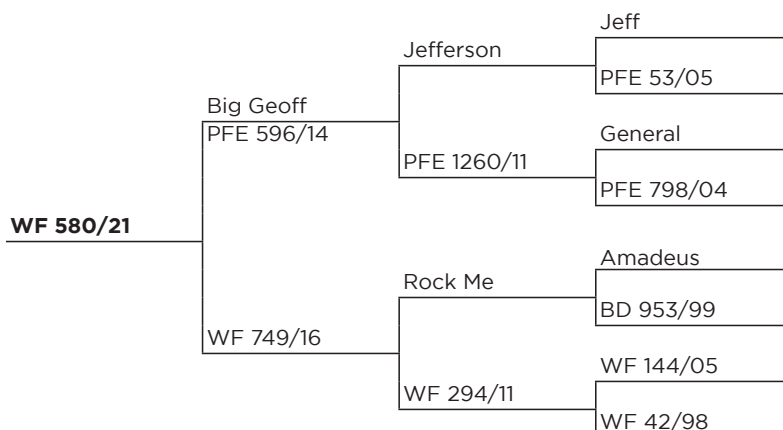 Jeff
Jefferson
PFE 53/05
Big Geoff
PFE 596/14
General
PFE 1260/11
PFE 798/04
WF 580/21
Amadeus
Rock Me
BD 953/99
WF 749/16
WF 144/05
WF 294/11
WF 42/98